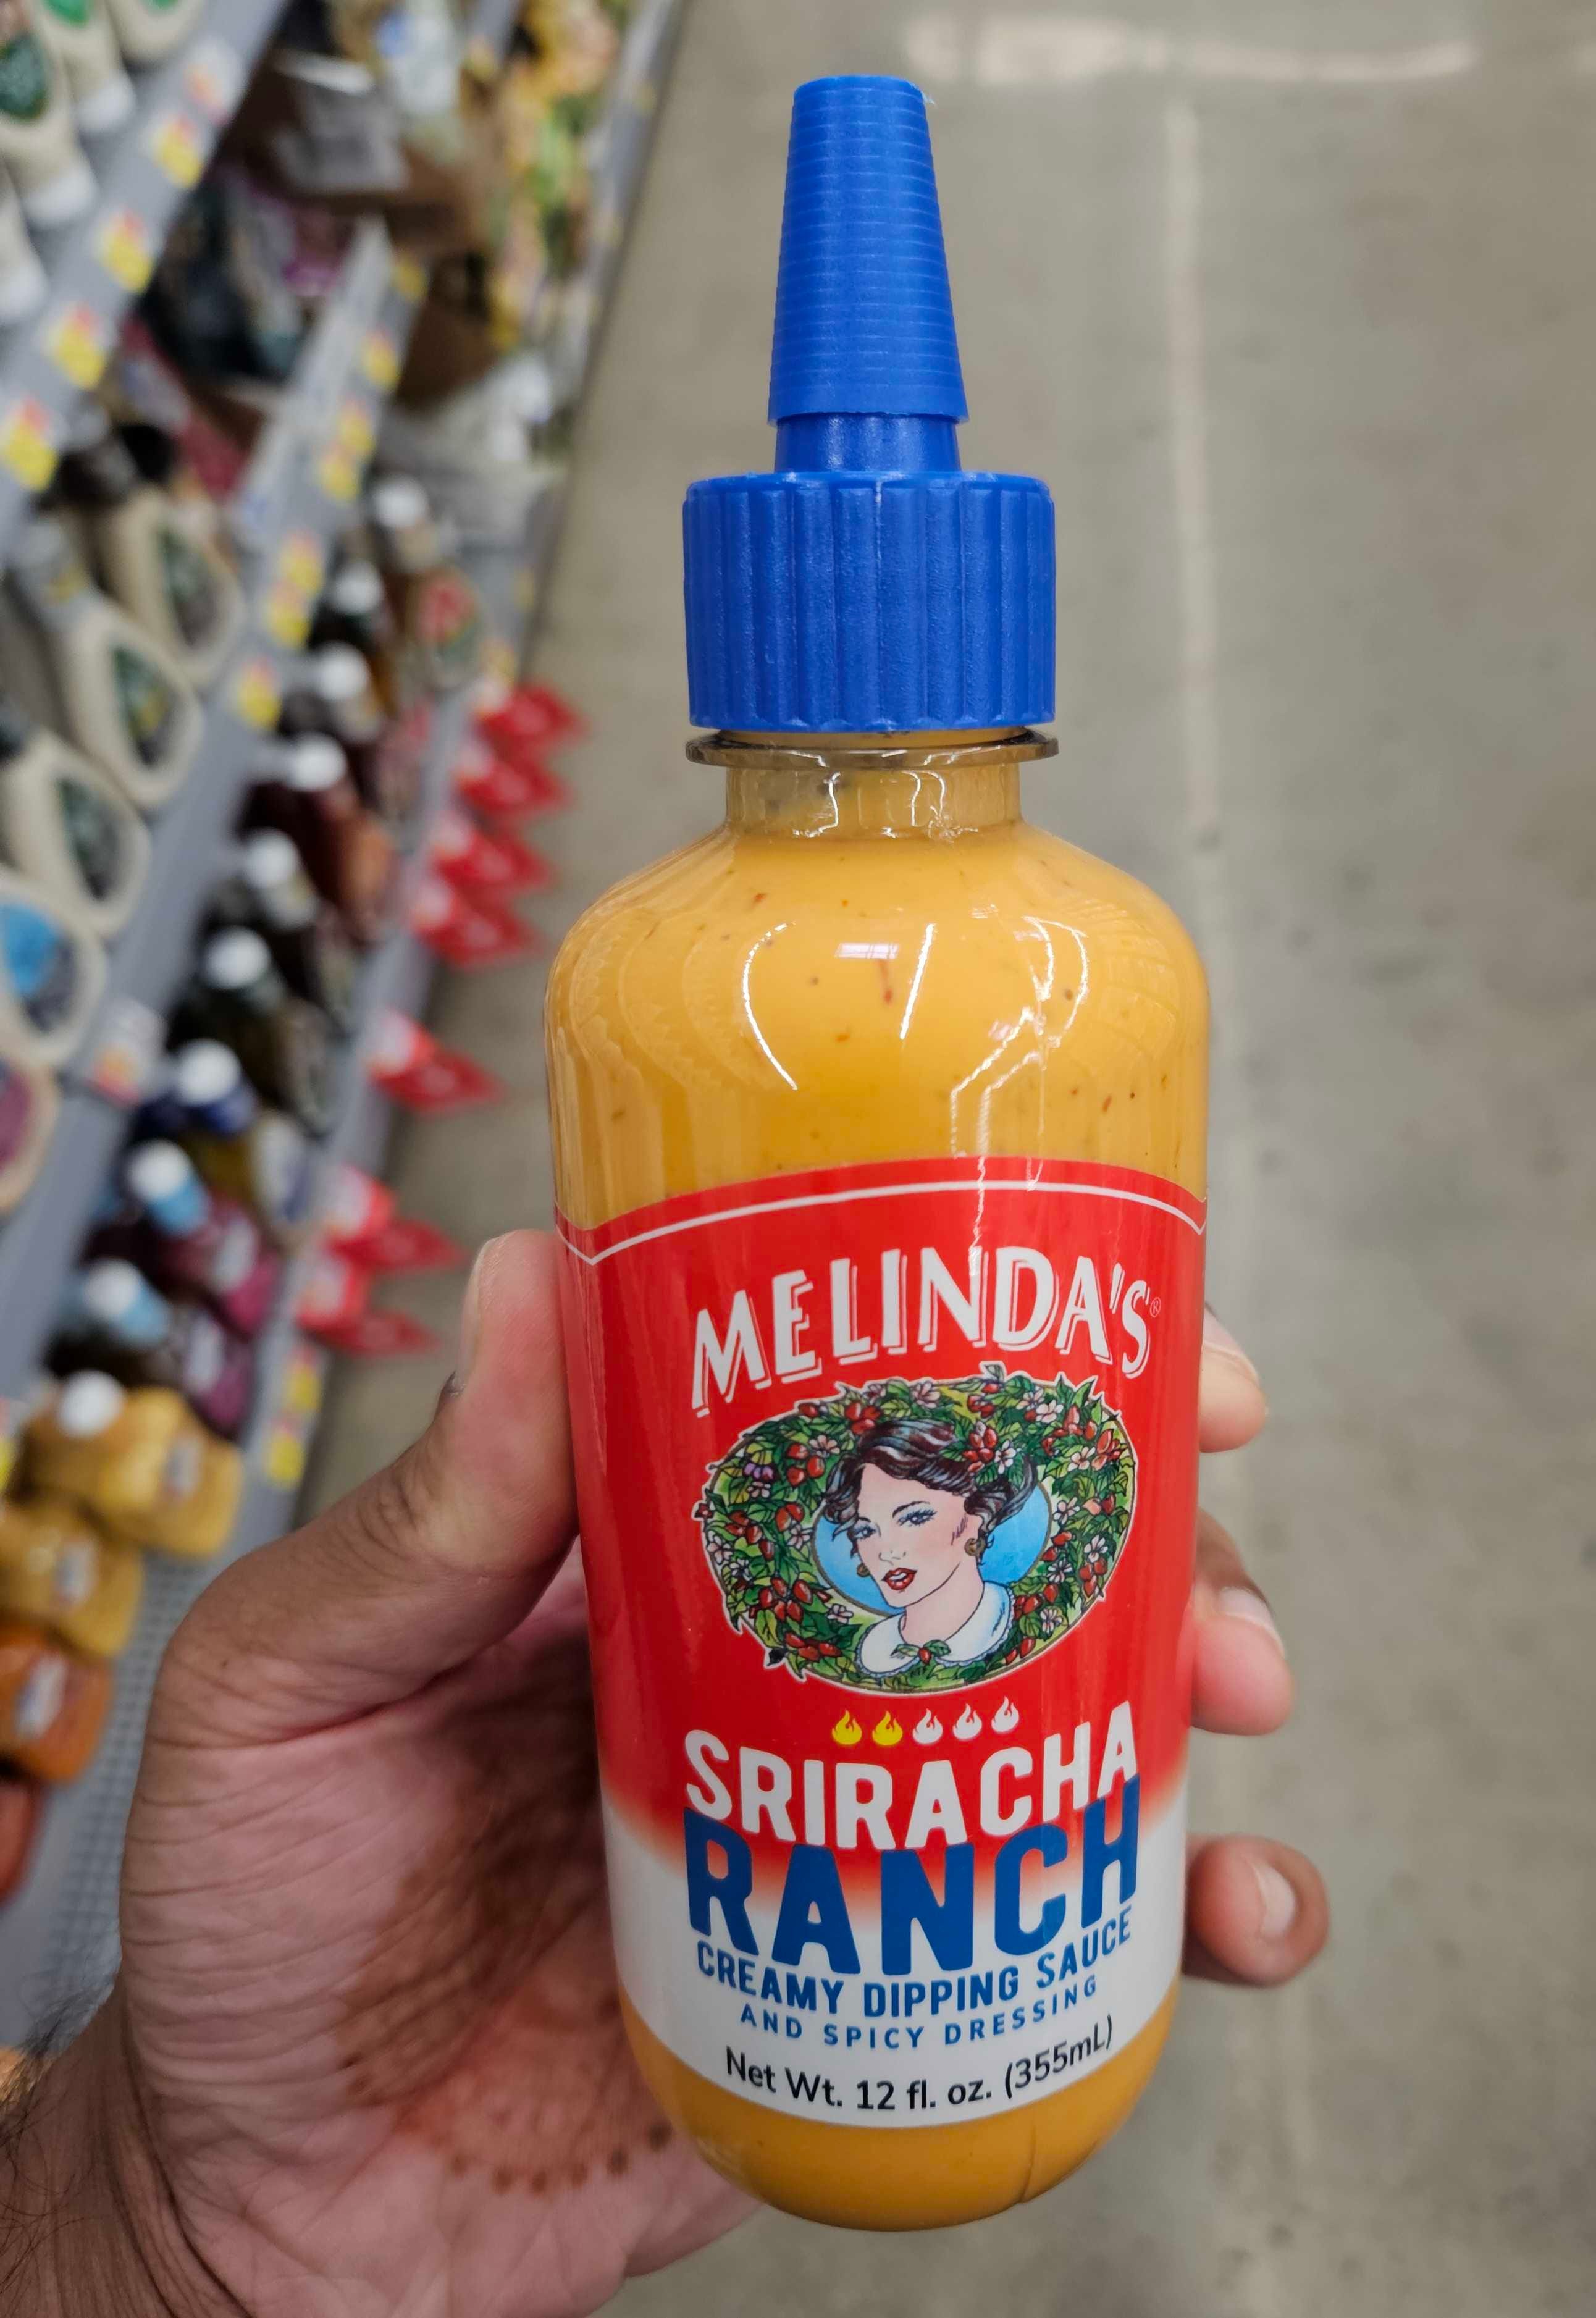 MELINDA'S®
SRIRACHA
RANCH
CREAMY DIPPING SAUCE
AND SPICY DRESSING
Net Wt. 12 fl. oz. (355mL)